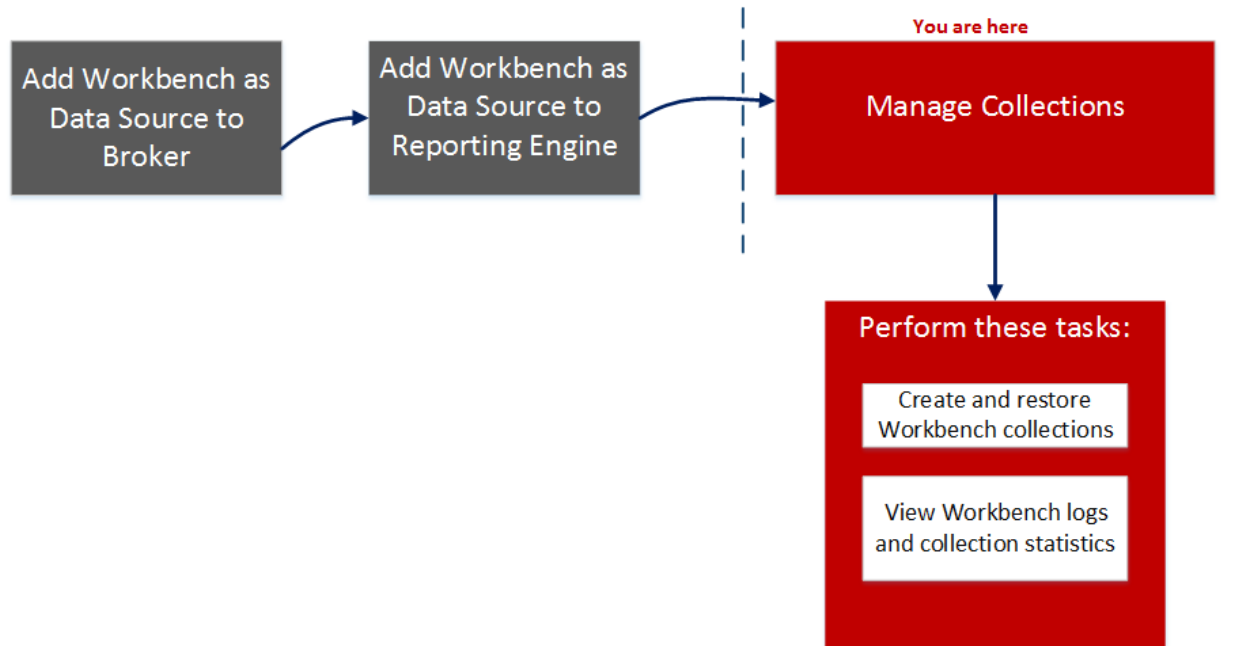 You are here
Add Workbench as
Data Source to
Broker
Add Workbench as
Data Source to
Reporting Engine
Manage Collections
Perform these tasks:
Create and restore
Workbench collections
View Workbench logs
and collection statistics